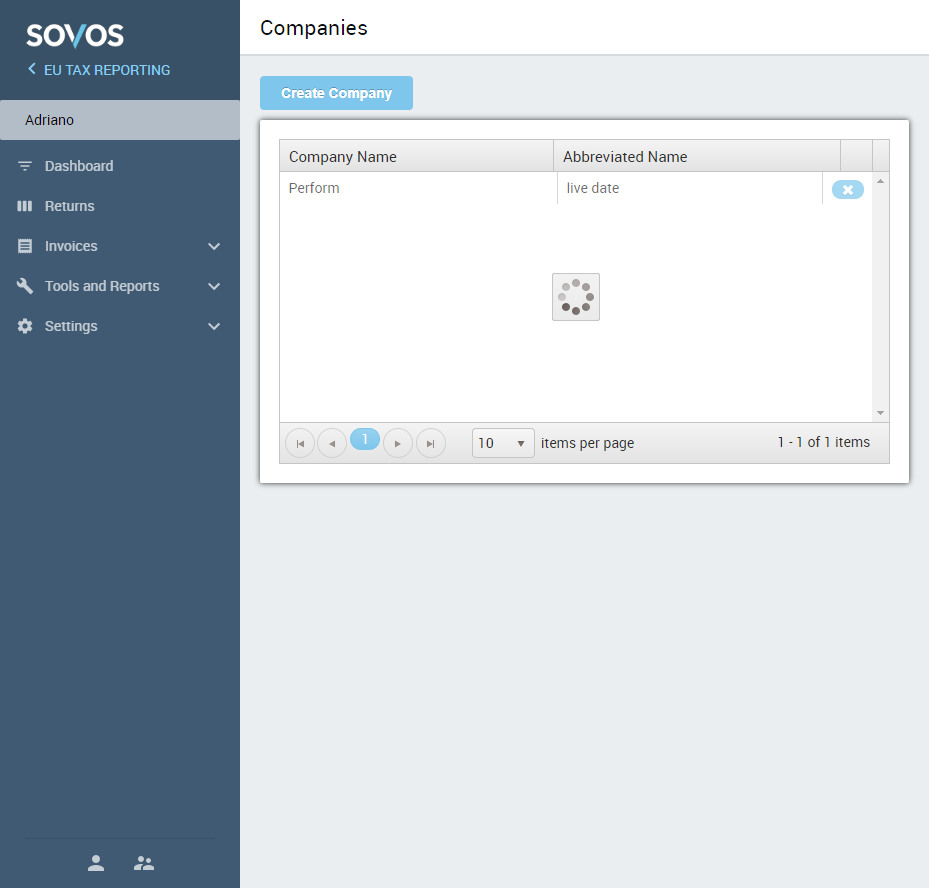 SOVOS
EU TAX REPORTING
Adriano
Dashboard
Returns
Invoices
Tools and Reports
Settings
Companies
Create Company
Company Name Abbreviated Name
Perform live date
1 10 items per page 1 - 1 of 1 items